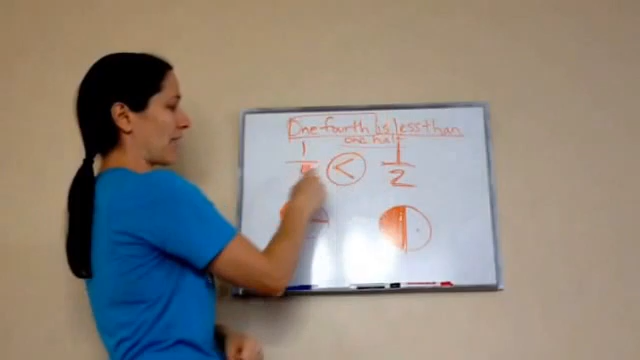 One fourth is less than
one half
1 < 1
2